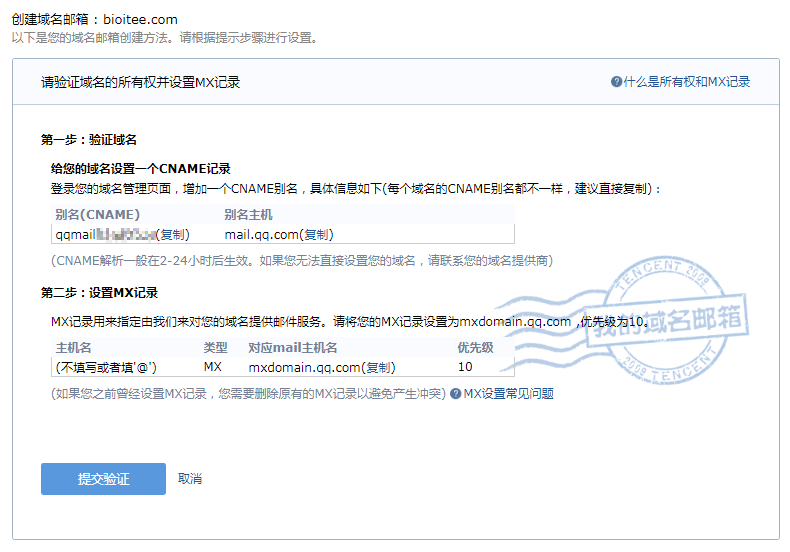 创建域名邮箱：bioitee.com
以下是您的域名邮箱创建方法。请根据提示步骤进行设置。
请验证域名的所有权并设置MX记录
什么是所有权和MX记录
第一步：验证域名
给您的域名设置一个CNAME记录
登录您的域名管理页面，增加一个CNAME别名，具体信息如下(每个域名的CNAME别名都不一样，建议直接复制)：
别名(CNAME) 别名主机
qqmail (复制) mail.qq.com(复制)
(CNAME解析一般在2-24小时后生效。如果您无法直接设置您的域名，请联系您的域名提供商)
第二步：设置MX记录
MX记录用来指定由我们来对您的域名提供邮件服务。请将您的MX记录设置为mxdomain.qq.com ,优先级为10。
主机名 类型 对应mail主机名 优先级
(不填写或者填'@') MX mxdomain.qq.com(复制) 10
(如果您之前曾经设置MX记录，您需要删除原有的MX记录以避免产生冲突) MX设置常见问题
TENCENT 2008
我的域名邮箱
2008 TENCENT
提交验证 取消